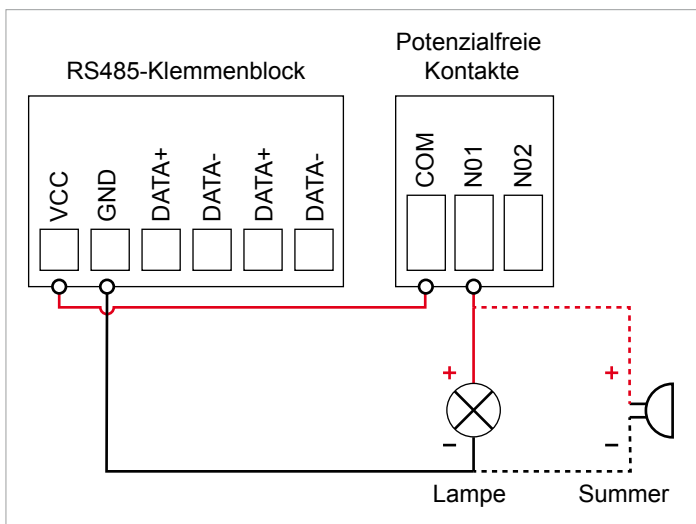 Potenzialfreie
Kontakte
RS485-Klemmenblock
VCC
GND
DATA+
DATA-
DATA+
DATA-
COM
N01
N02
+
+
−
−
Lampe
Summer